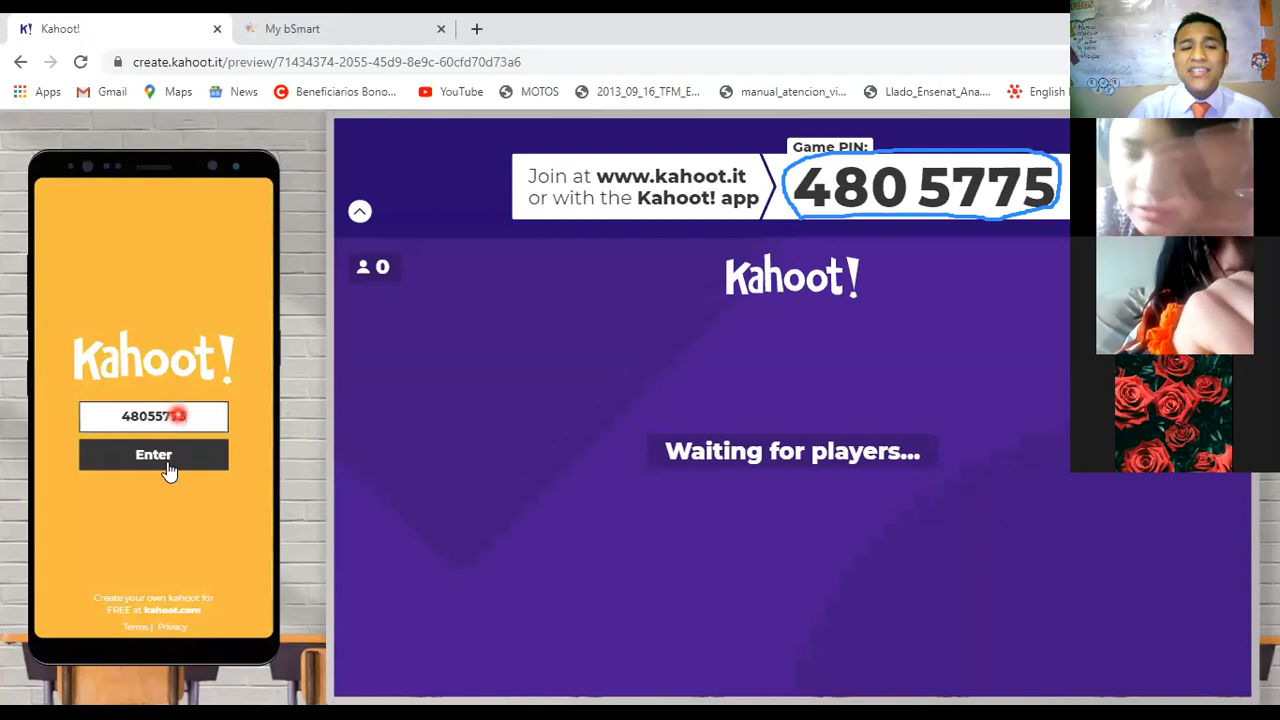 Kahoot!
My bSmart
create.kahoot.it/preview/71434374-2055-
-8e9c-60cfd70d73a6
Apps
Gmail
Maps
News
Beneficiarios Bono...
YouTube
MOTOS
2013_09_16_TFM_E...
manual_atencion_vi...
Llado_Ensenat_Ana....
English
Game PIN:
Join at www.kahoot.it
or with the Kahoot! app
480 5775
0
Kahoot!
Waiting for players...
Kahoot!
Enter
Create your own kahoot for
FREE at kahoot.com
Terms | Privacy